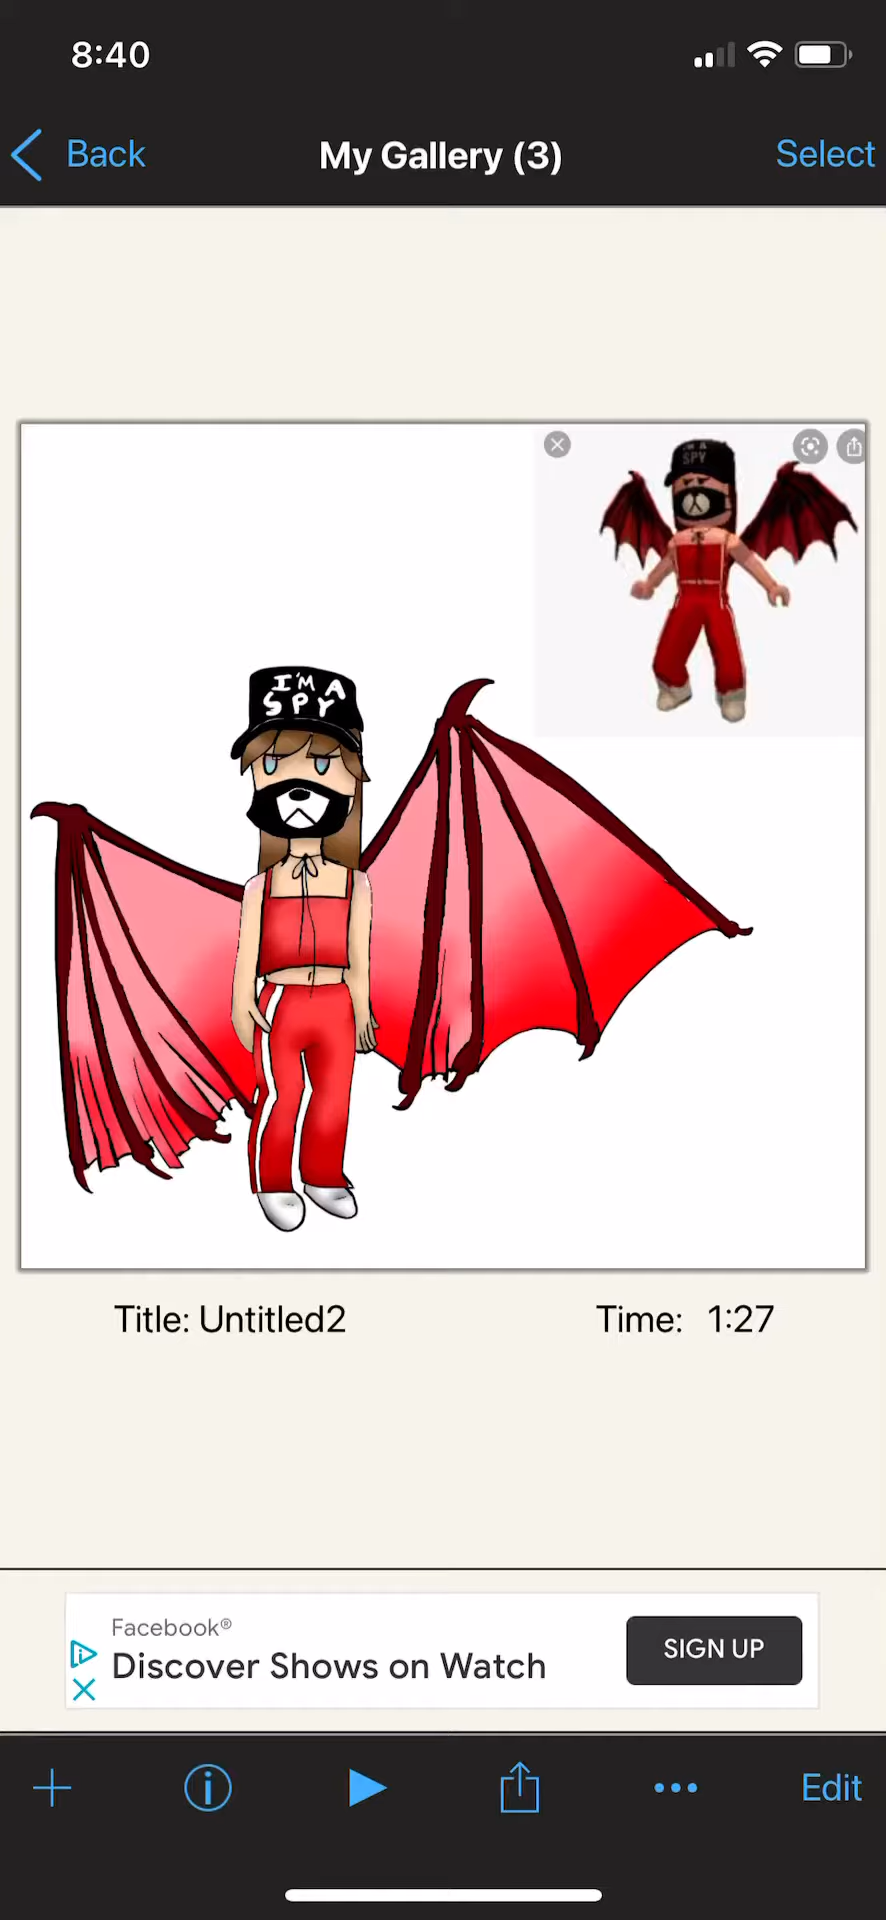 8:40
Back
My Gallery (3)
Select
SPY
I'M A
SPY
Title: Untitled2
Time: 1:27
Facebook®
Discover Shows on Watch
SIGN UP
Edit